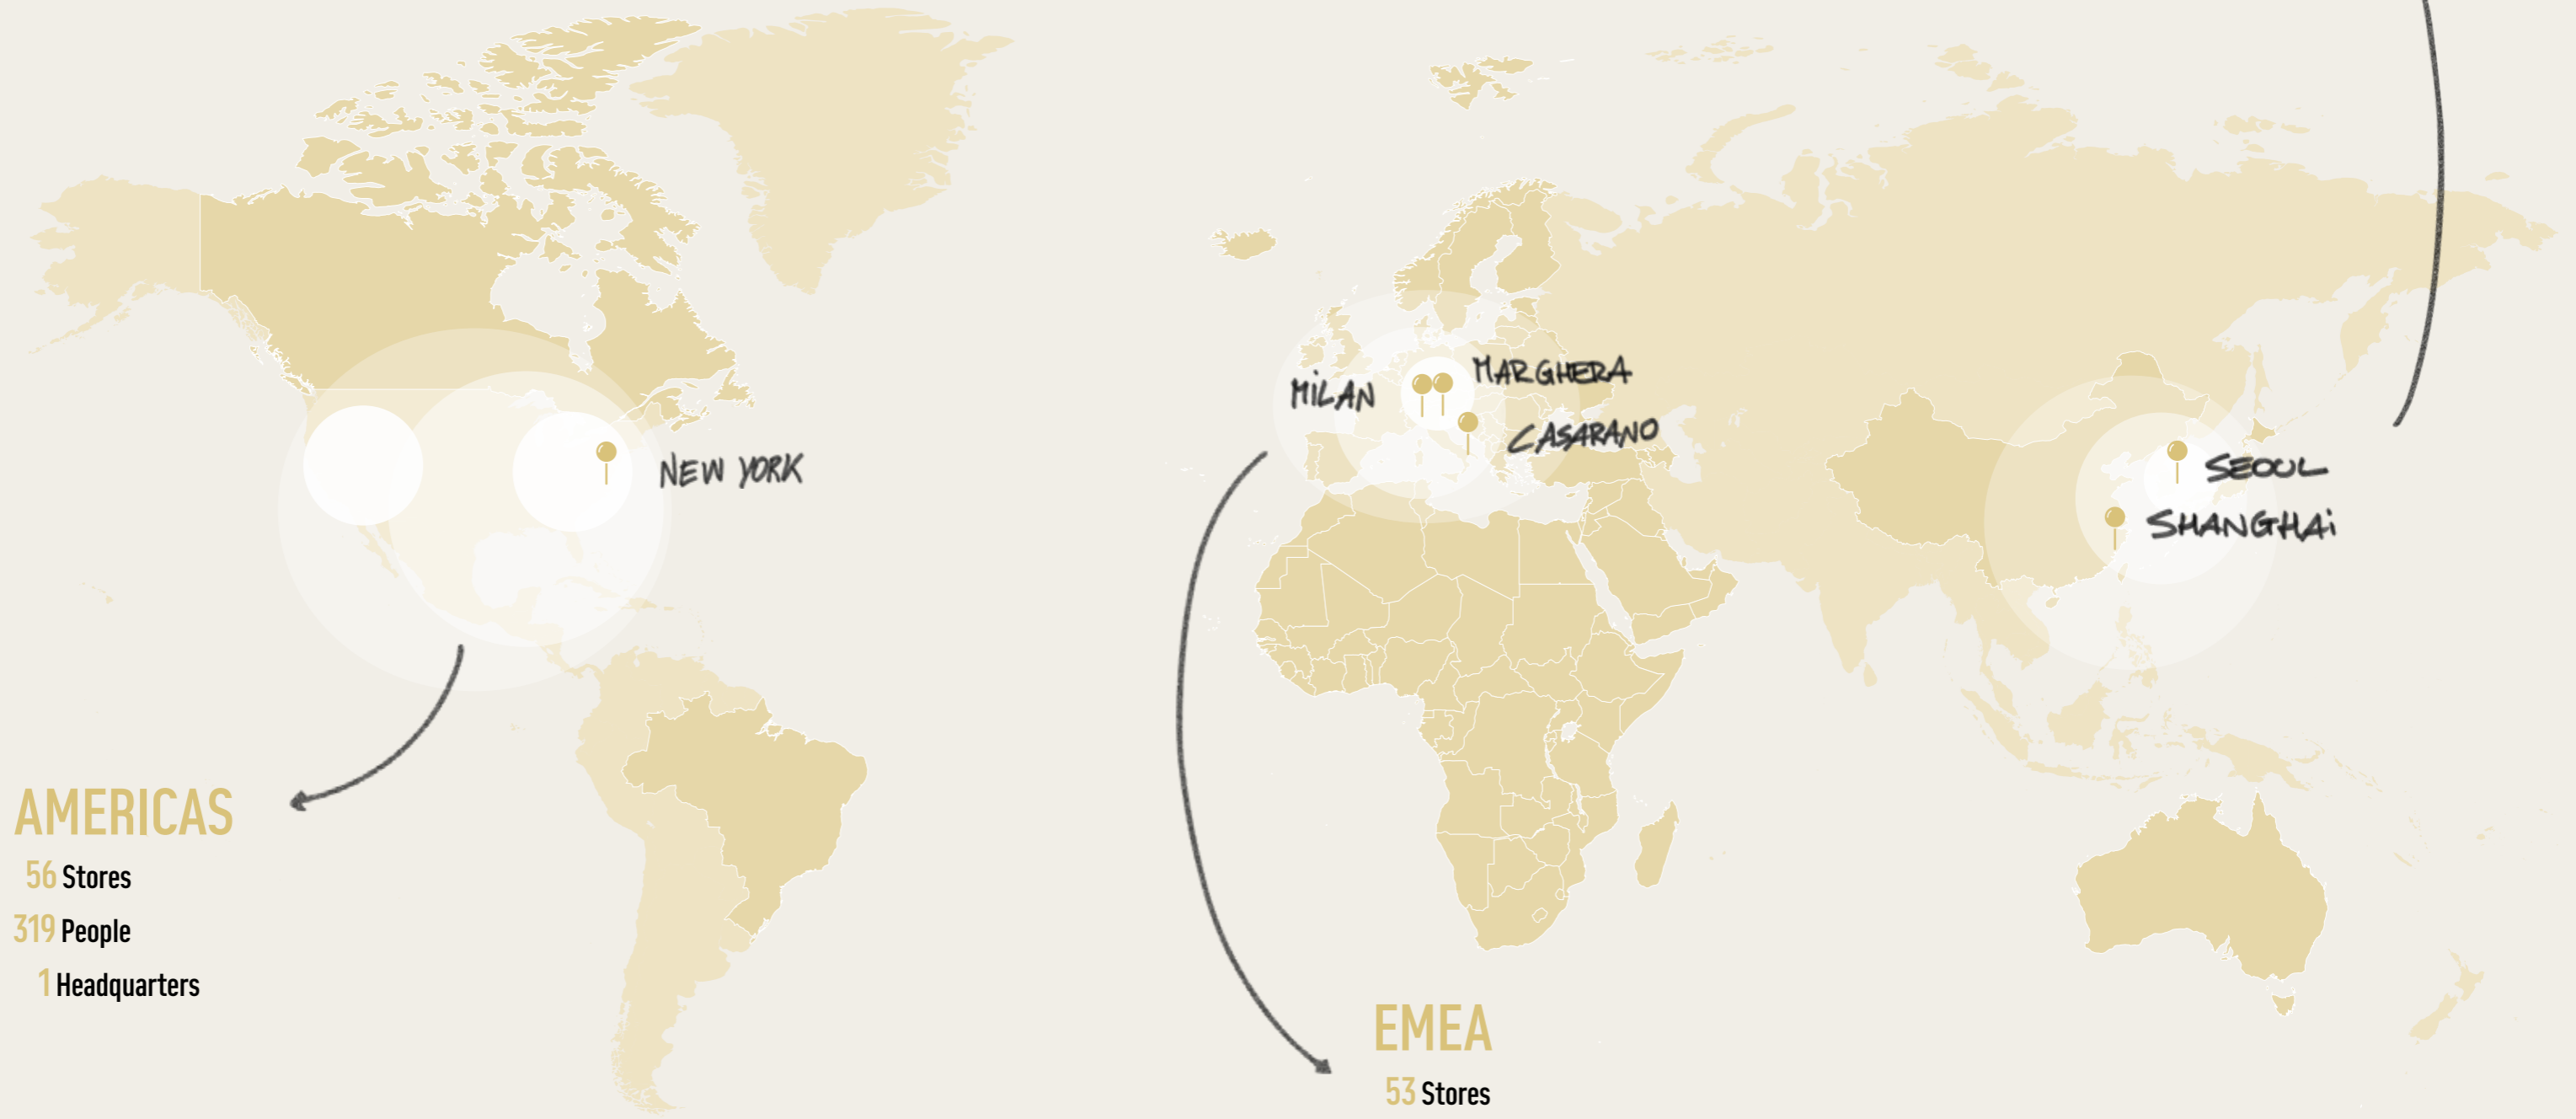 MARGHERA
MiLAN
CASARANO
NEW YORK
SEOUL
SHANGHAi
AMERICAS
56 Stores
319 People
1 Headquarters
EMEA
53 Stores